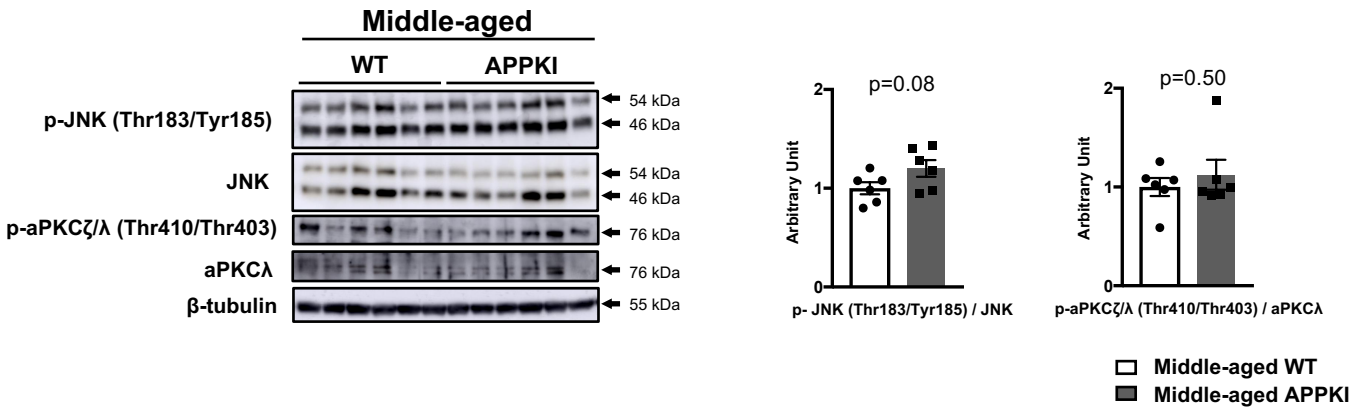 Middle-aged
WT APPKI
p-JNK (Thr183/Tyr185)
54 kDa
46 kDa
JNK
54 kDa
46 kDa
p-aPKCζ/λ (Thr410/Thr403)
76 kDa
aPKCλ
76 kDa
β-tubulin
55 kDa
p=0.08
2
1
0
Arbitrary Unit
p- JNK (Thr183/Tyr185) / JNK
p=0.50
2
1
0
Arbitrary Unit
p-aPKCζ/λ (Thr410/Thr403) / aPKCλ
Middle-aged WT
Middle-aged APPKI